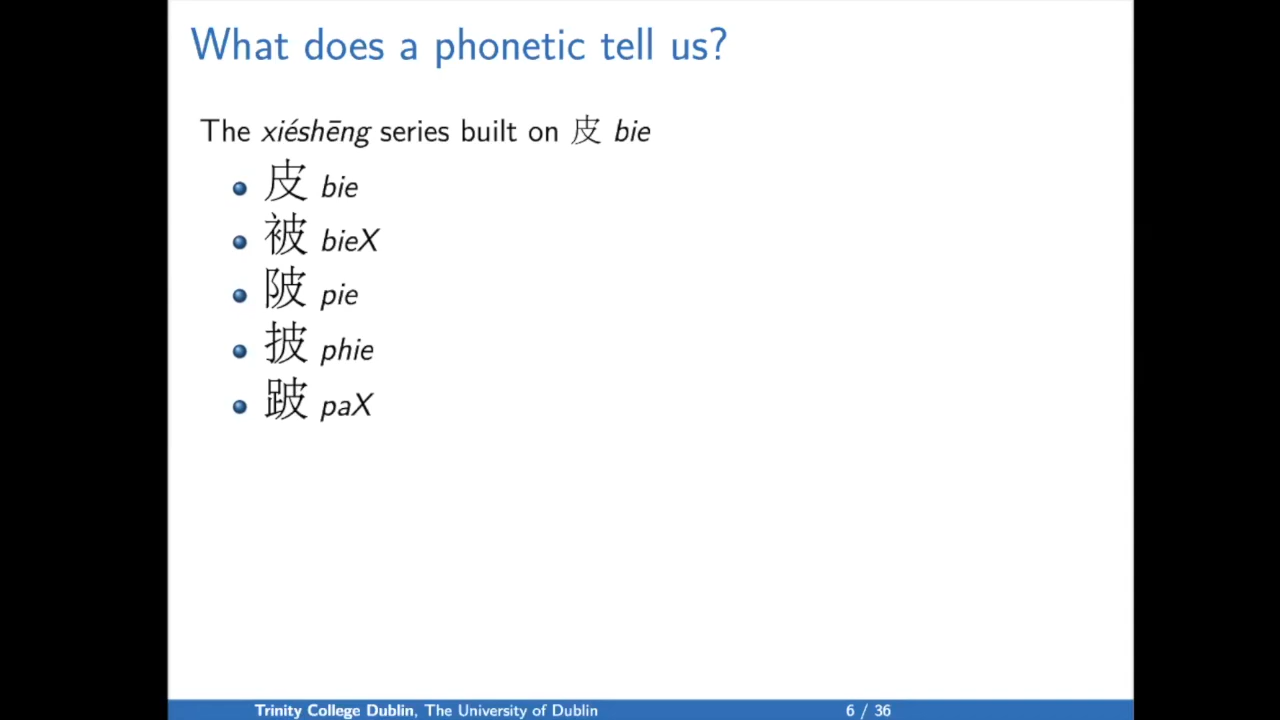 What does a phonetic tell us?
The xiéshēng series built on 皮 bie
皮 bie
被 bieX
陂 pie
披 phie
跛 paX
Trinity College Dublin, The University of Dublin 6 / 36